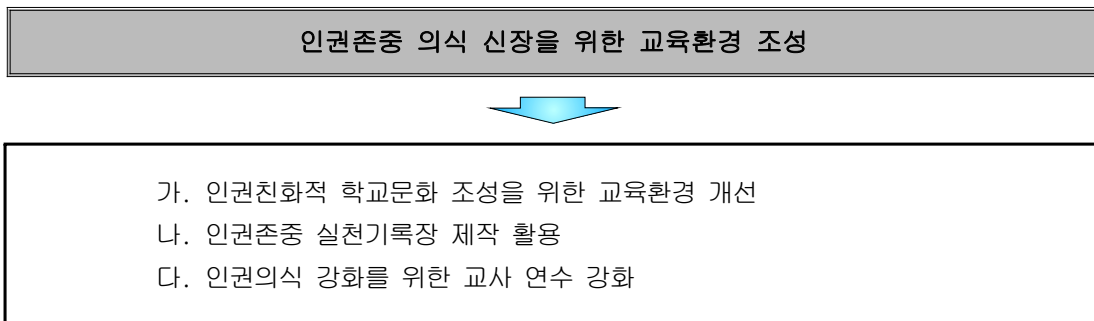 인권존중 의식 신장을 위한 교육환경 조성
가. 인권친화적 학교문화 조성을 위한 교육환경 개선
나. 인권존중 실천기록장 제작 활용
다. 인권의식 강화를 위한 교사 연수 강화